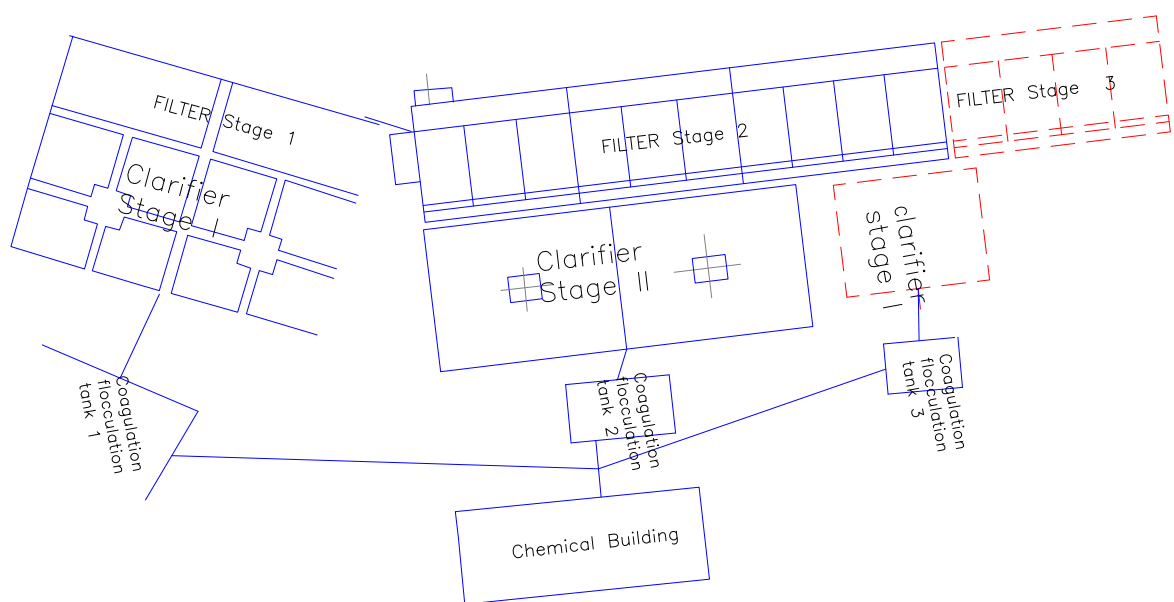 FILTER Stage 1
Clarifier
Stage I
FILTER Stage 2
Clarifier
Stage II
FILTER Stage 3
clarifier
stage I
Coagulation
flocculation
tank 1
Coagulation
flocculation
tank 2
Coagulation
flocculation
tank 3
Chemical Building